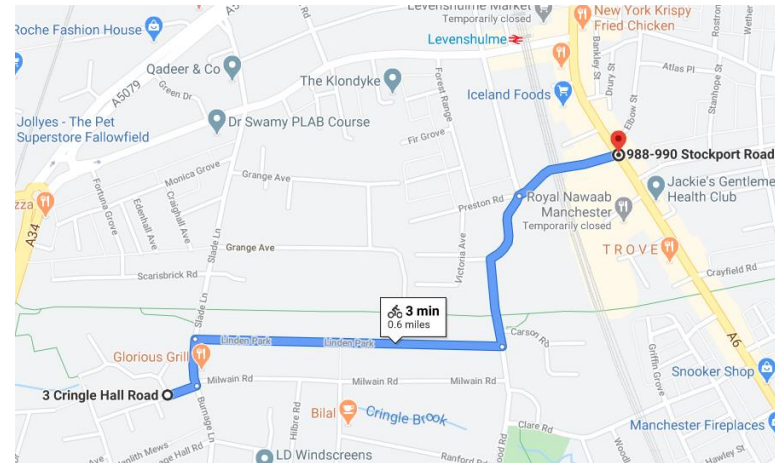 Roche Fashion House
Levenshulme Market
Temporarily closed
New York Krispy
Fried Chicken
Levenshulme
Bankley St
Drury St
Atlas Pl
Stanhope St
Elbow St
A5079
Qadeer & Co
Green Dr
The Klondyke
Forest Range
Iceland Foods
Jollyes - The Pet
Superstore Fallowfield
Dr Swamy PLAB Course
Fir Grove
988-990 Stockport Road
Monica Grove
Grange Ave
Fortuna Grove
Edenhall Ave
Craighall Ave
Slade Ln
Preston Rd
Royal Nawaab
Manchester
Temporarily closed
Jackie's Gentleme
Health Club
A34
Grange Ave
Victoria Ave
TROVE
Scarisbrick Rd
Crayfield Rd
3 min
0.6 miles
A6
Slade Ln
Linden Park
Linden Park
Carson Rd
Griffin Grove
Glorious Grill
Snooker Shop
3 Cringle Hall Road
Milwain Rd
Milwain Rd
Burnage Ln
Hilbre Rd
Bilal
Cringle Brook
Clare Rd
Manchester Fireplaces
LD Windscreens
Hawley St